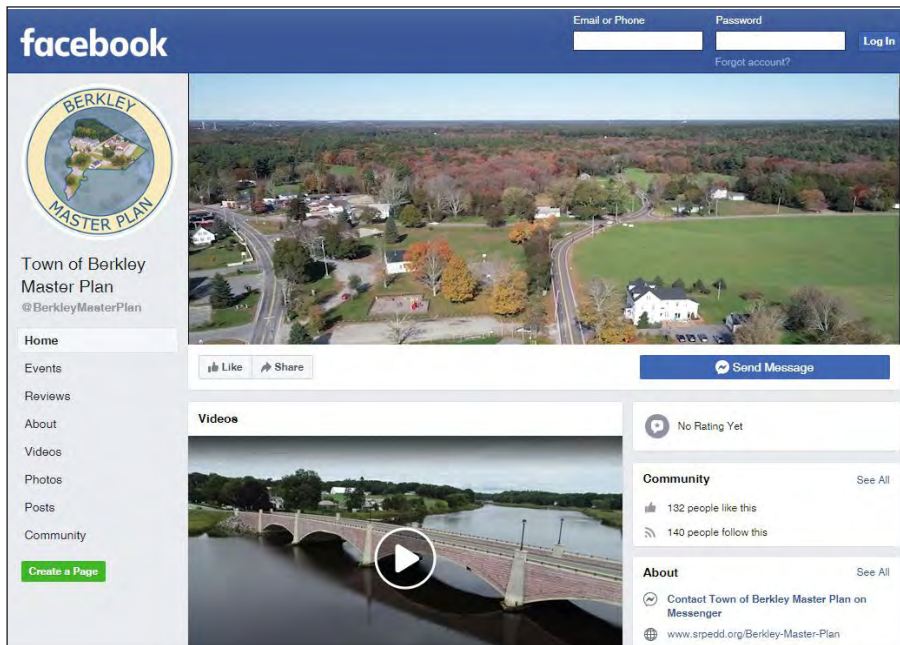 facebook
Email or Phone
Password
Log In
Forgot account?
BERKLEY
MASTER PLAN
Town of Berkley
Master Plan
@BerkleyMasterPlan
Home
Events
Reviews
About
Videos
Photos
Posts
Community
Create a Page
Like
Share
Send Message
Videos
No Rating Yet
Community
See All
132 people like this
140 people follow this
About
See All
Contact Town of Berkley Master Plan on
Messenger
www.srpedd.org/Berkley-Master-Plan